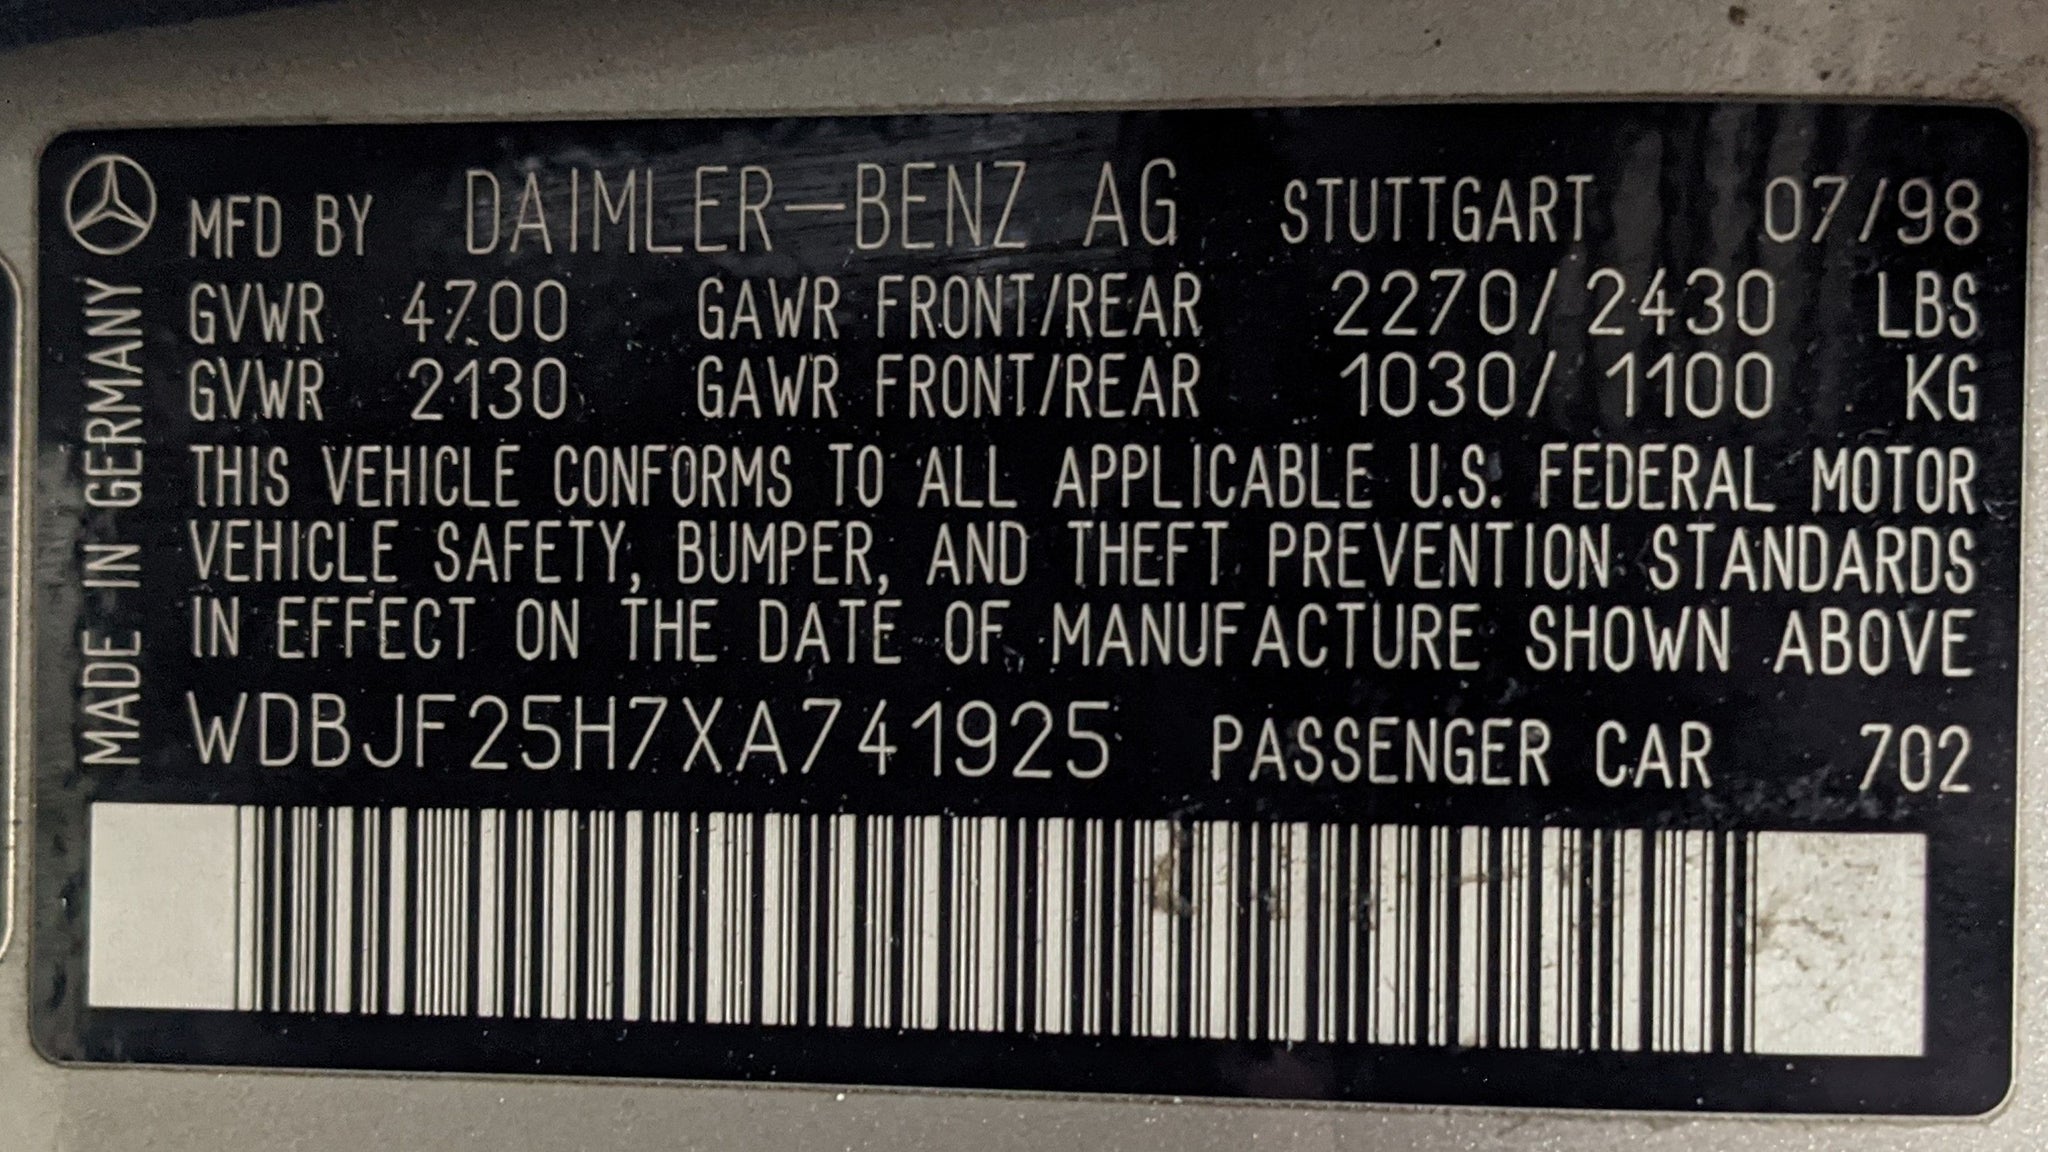 MFD BY DAIMLER-BENZ AG STUTTGART 07/98
GVWR 4700 GAWR FRONT/REAR 2270/2430 LBS
GVWR 2130 GAWR FRONT/REAR 1030/1100 KG
THIS VEHICLE CONFORMS TO ALL APPLICABLE U.S. FEDERAL MOTOR
VEHICLE SAFETY, BUMPER, AND THEFT PREVENTION STANDARDS
IN EFFECT ON THE DATE OF MANUFACTURE SHOWN ABOVE
WDBJF25H7XA741925 PASSENGER CAR 702
MADE IN GERMANY